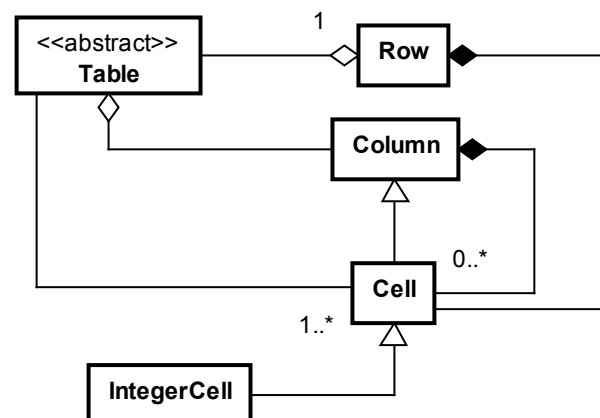 1
<<abstract>>
Table
Row
Column
0..*
Cell
1..*
IntegerCell